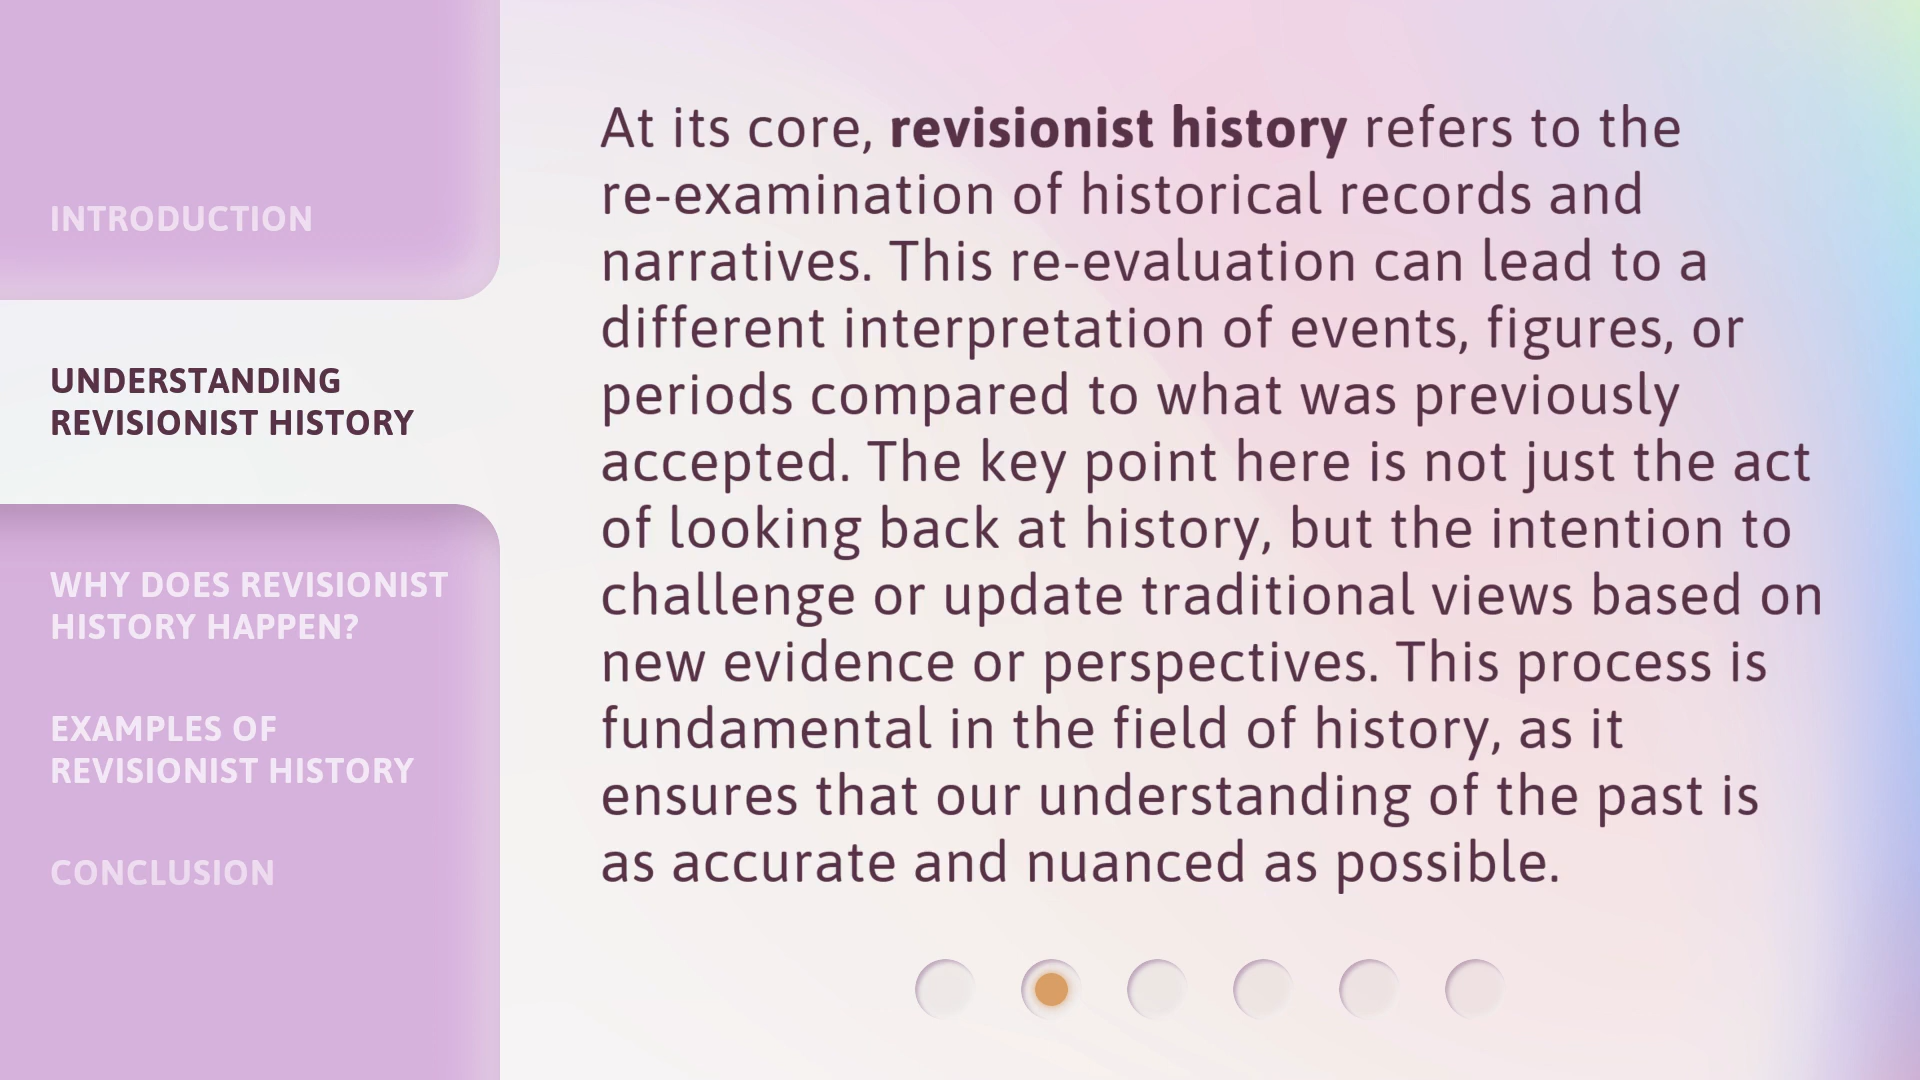 INTRODUCTION
UNDERSTANDING
REVISIONIST HISTORY
WHY DOES REVISIONIST
HISTORY HAPPEN?
EXAMPLES OF
REVISIONIST HISTORY
CONCLUSION
At its core, revisionist history refers to the
re-examination of historical records and
narratives. This re-evaluation can lead to a
different interpretation of events, figures, or
periods compared to what was previously
accepted. The key point here is not just the act
of looking back at history, but the intention to
challenge or update traditional views based on
new evidence or perspectives. This process is
fundamental in the field of history, as it
ensures that our understanding of the past is
as accurate and nuanced as possible.